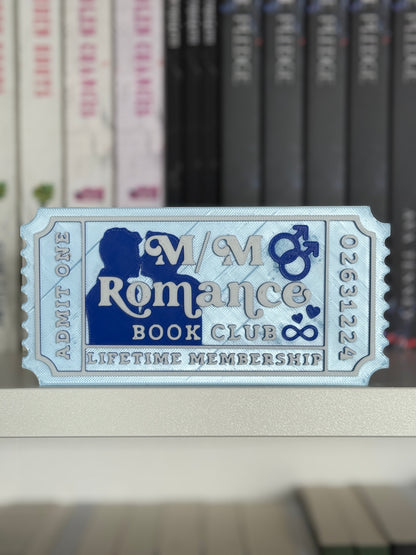 ADMIT ONE
M/M
Romance
BOOK CLUB
LIFETIME MEMBERSHIP
02631224